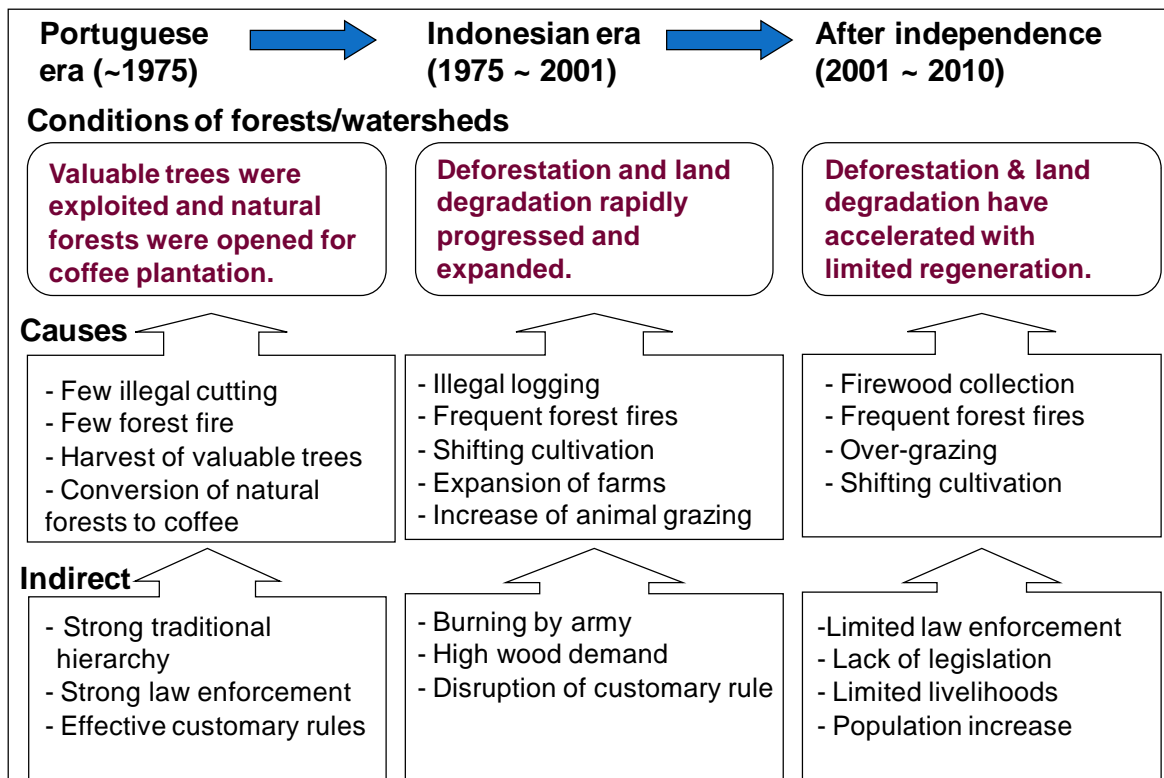 Portuguese
era (~1975)
Indonesian era
(1975 ~ 2001)
After independence
(2001 ~ 2010)
Conditions of forests/watersheds
Valuable trees were
exploited and natural
forests were opened for
coffee plantation.
Deforestation and land
degradation rapidly
progressed and
expanded.
Deforestation & land
degradation have
accelerated with
limited regeneration.
Causes
- Few illegal cutting
- Few forest fire
- Harvest of valuable trees
- Conversion of natural
forests to coffee
- Illegal logging
- Frequent forest fires
- Shifting cultivation
- Expansion of farms
- Increase of animal grazing
- Firewood collection
- Frequent forest fires
- Over-grazing
- Shifting cultivation
Indirect
- Strong traditional
hierarchy
- Strong law enforcement
- Effective customary rules
- Burning by army
- High wood demand
- Disruption of customary rule
-Limited law enforcement
- Lack of legislation
- Limited livelihoods
- Population increase